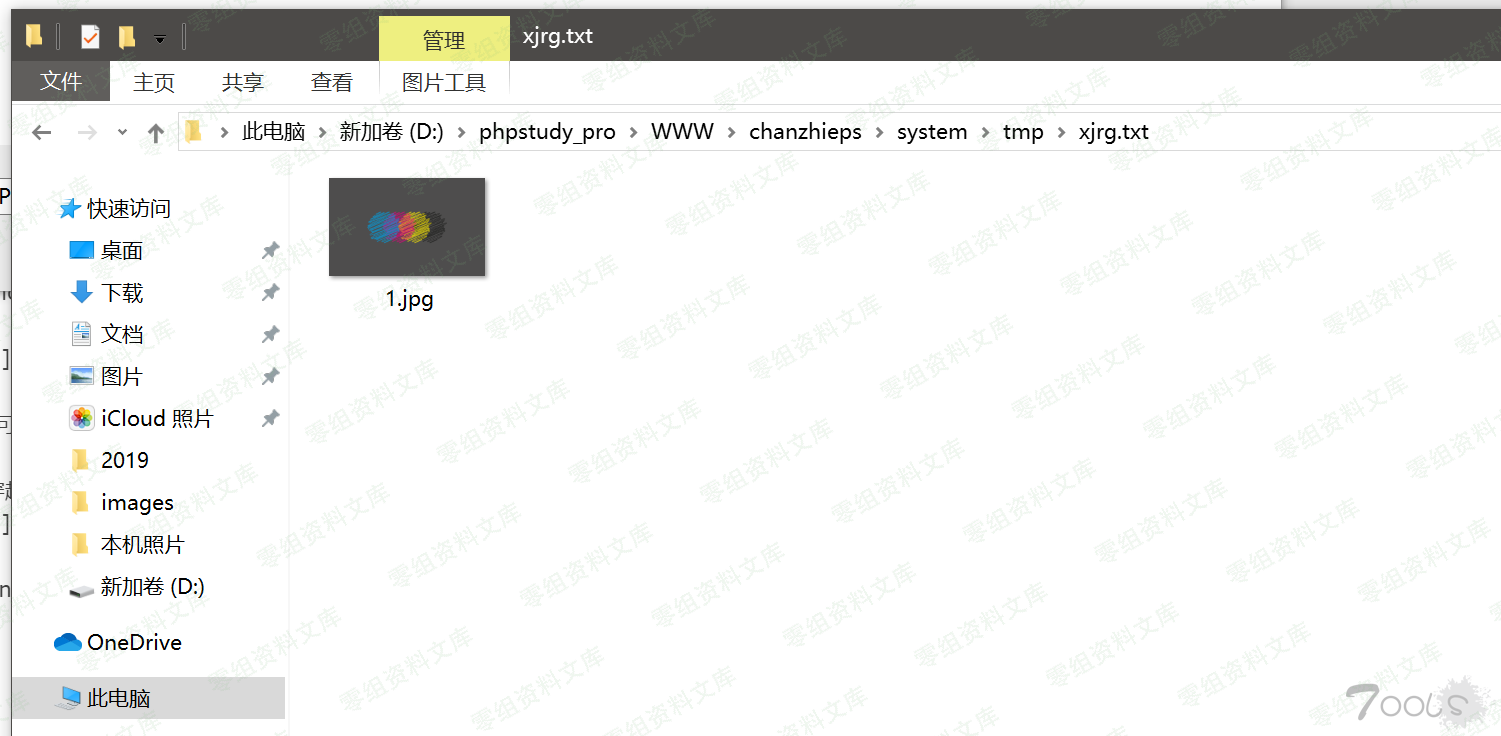 管理 xjrg.txt
文件 主页 共享 查看 图片工具
此电脑 新加卷 (D:) phpstudy_pro WWW chanzhieps system tmp xjrg.txt
快速访问
桌面
下载
文档
图片
iCloud 照片
2019
images
本机照片
新加卷 (D:)
OneDrive
此电脑
1.jpg
零组资料文库
7ools